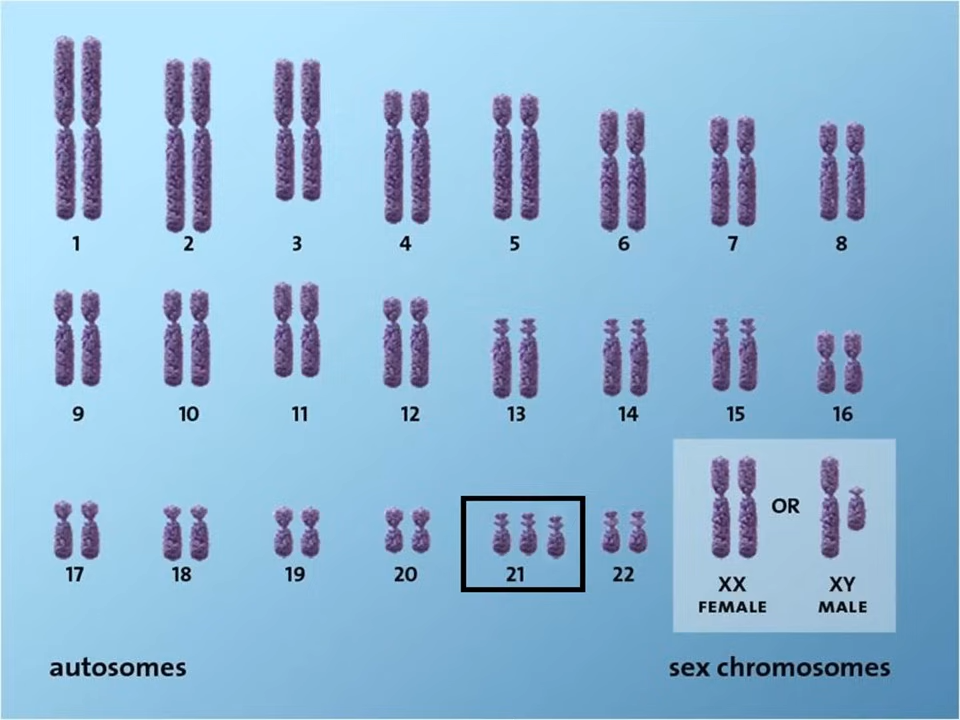 1 2 3 4 5 6 7 8
9 10 11 12 13 14 15 16
17 18 19 20 21 22
OR
XX
FEMALE
XY
MALE
autosomes
sex chromosomes